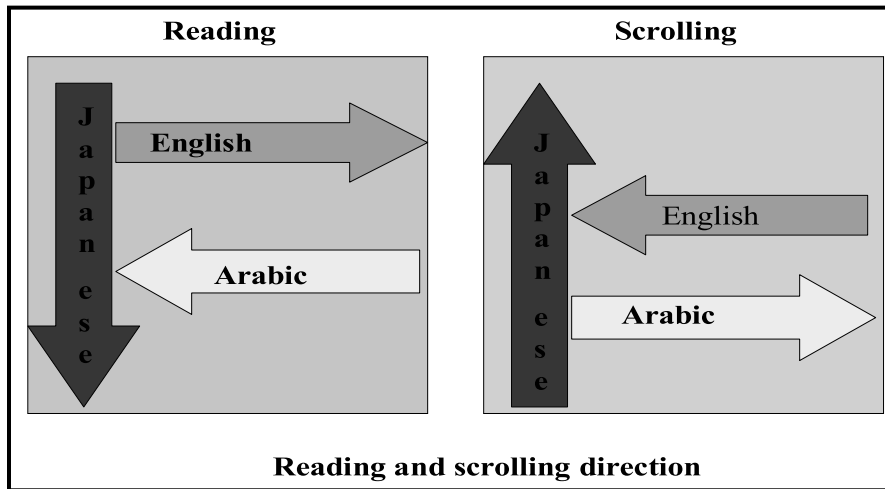 Reading
Japanese
English
Arabic
Scrolling
Japanese
English
Arabic
Reading and scrolling direction